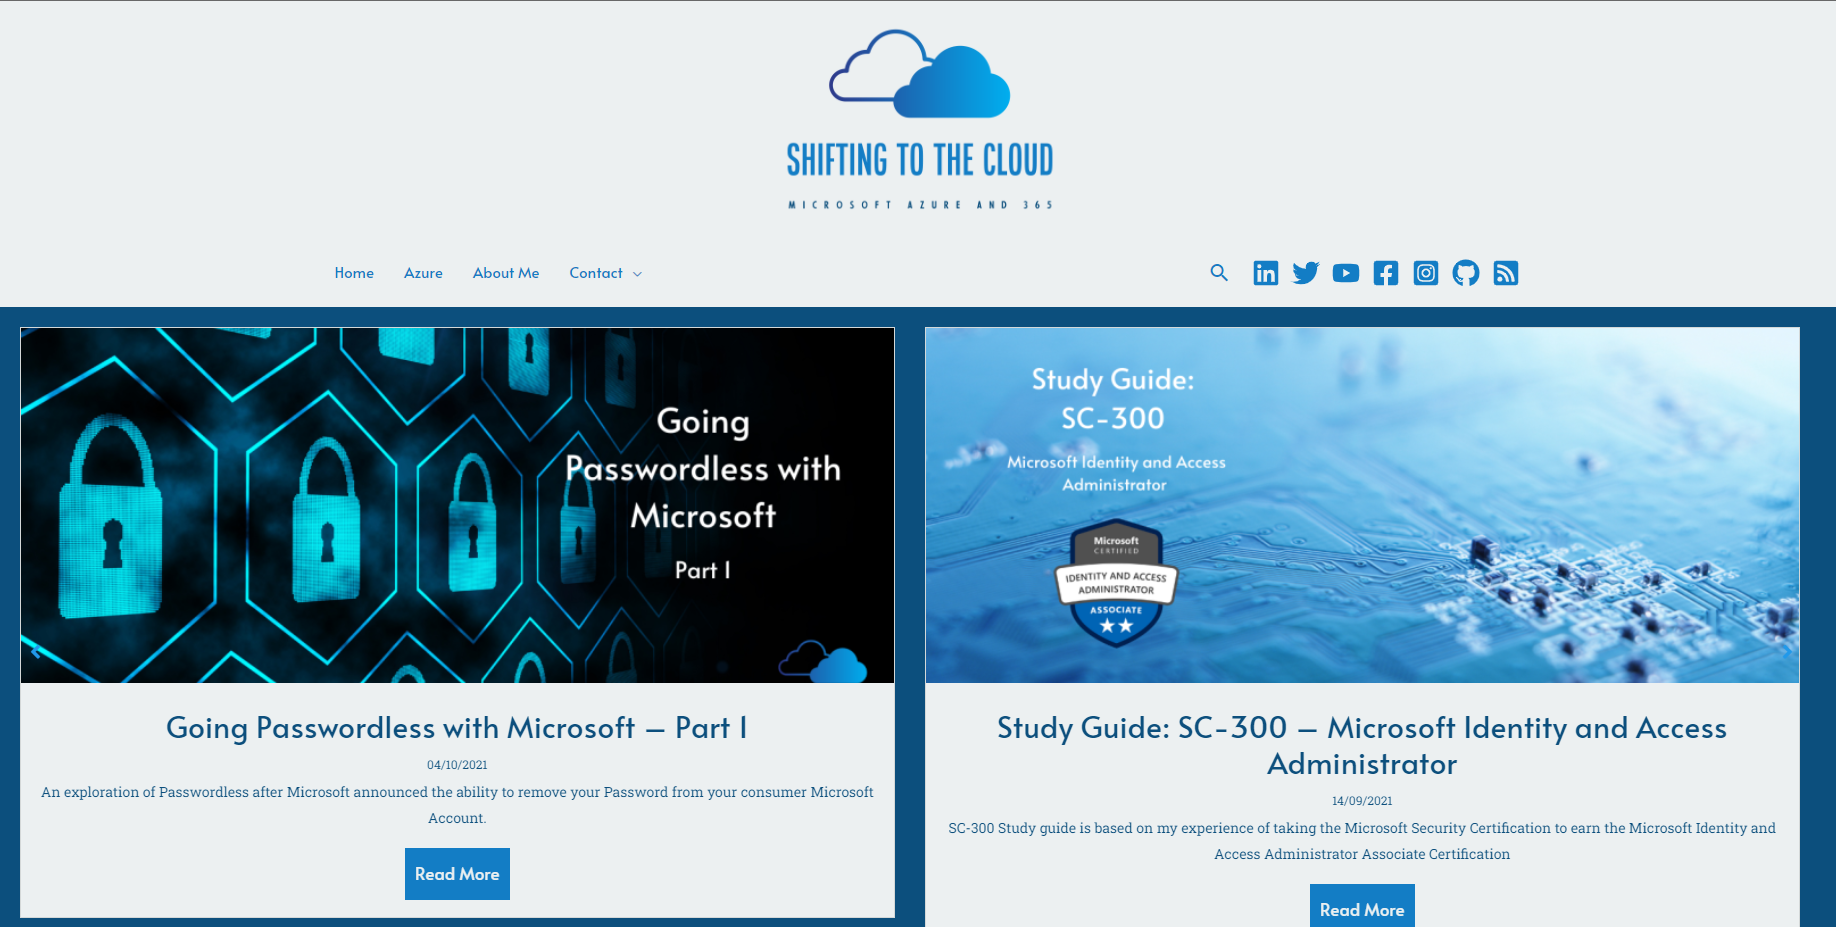 SHIFTING TO THE CLOUD
MICROSOFT AZURE AND 365
Home
Azure
About Me
Contact
Going
Passwordless with
Microsoft
Part 1
Going Passwordless with Microsoft – Part 1
04/10/2021
An exploration of Passwordless after Microsoft announced the ability to remove your Password from your consumer Microsoft
Account.
Read More
Study Guide:
SC-300
Microsoft Identity and Access
Administrator
Microsoft
CERTIFIED
IDENTITY AND ACCESS
ADMINISTRATOR
ASSOCIATE
Study Guide: SC-300 – Microsoft Identity and Access
Administrator
14/09/2021
SC-300 Study guide is based on my experience of taking the Microsoft Security Certification to earn the Microsoft Identity and
Access Administrator Associate Certification
Read More